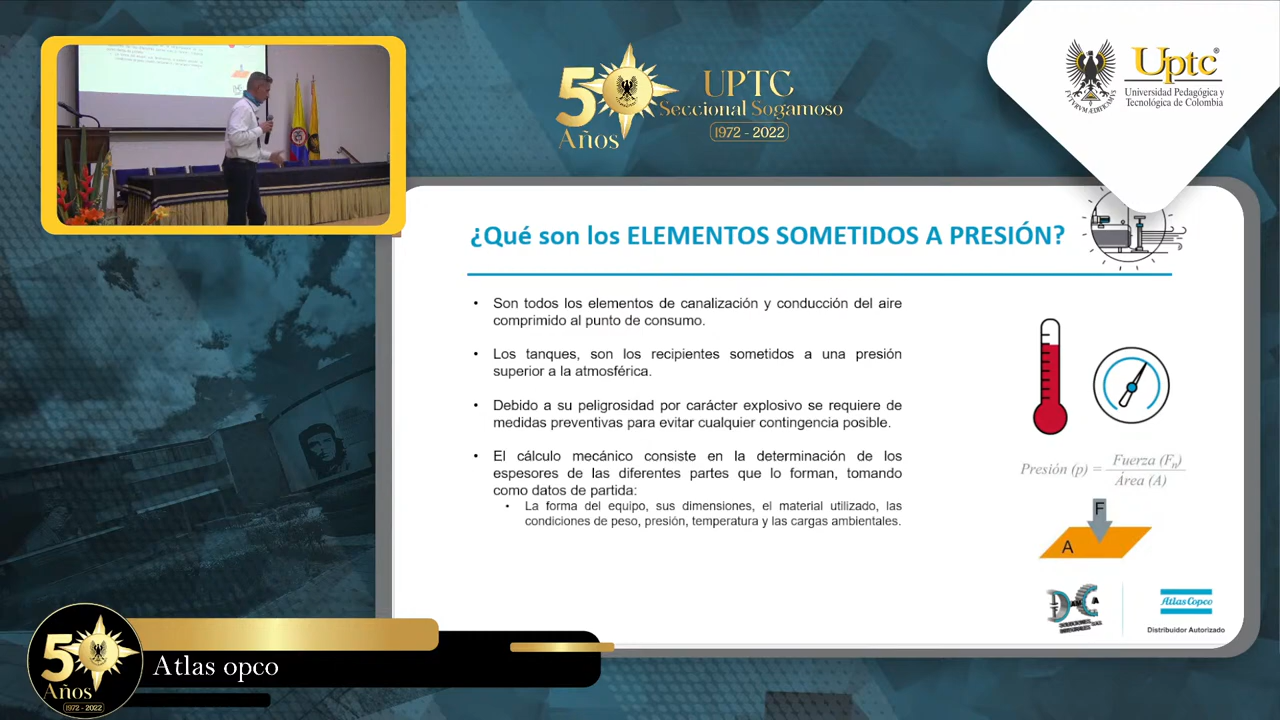 50
Años
UPTC
Seccional Sogamoso
1972 - 2022
Uptc®
Universidad Pedagógica y
Tecnológica de Colombia
¿Qué son los ELEMENTOS SOMETIDOS A PRESIÓN?
• Son todos los elementos de canalización y conducción del aire
comprimido al punto de consumo.
• Los tanques, son los recipientes sometidos a una presión
superior a la atmosférica.
• Debido a su peligrosidad por carácter explosivo se requiere de
medidas preventivas para evitar cualquier contingencia posible.
• El cálculo mecánico consiste en la determinación de los
espesores de las diferentes partes que lo forman, tomando
como datos de partida:
• La forma del equipo, sus dimensiones, el material utilizado, las
condiciones de peso, presión, temperatura y las cargas ambientales.
Presión (p) = Fuerza (Fn)
Área (A)
F
A
Atlas Copco
Distribuidor Autorizado
50
Años
1972 - 2022
Atlas opco